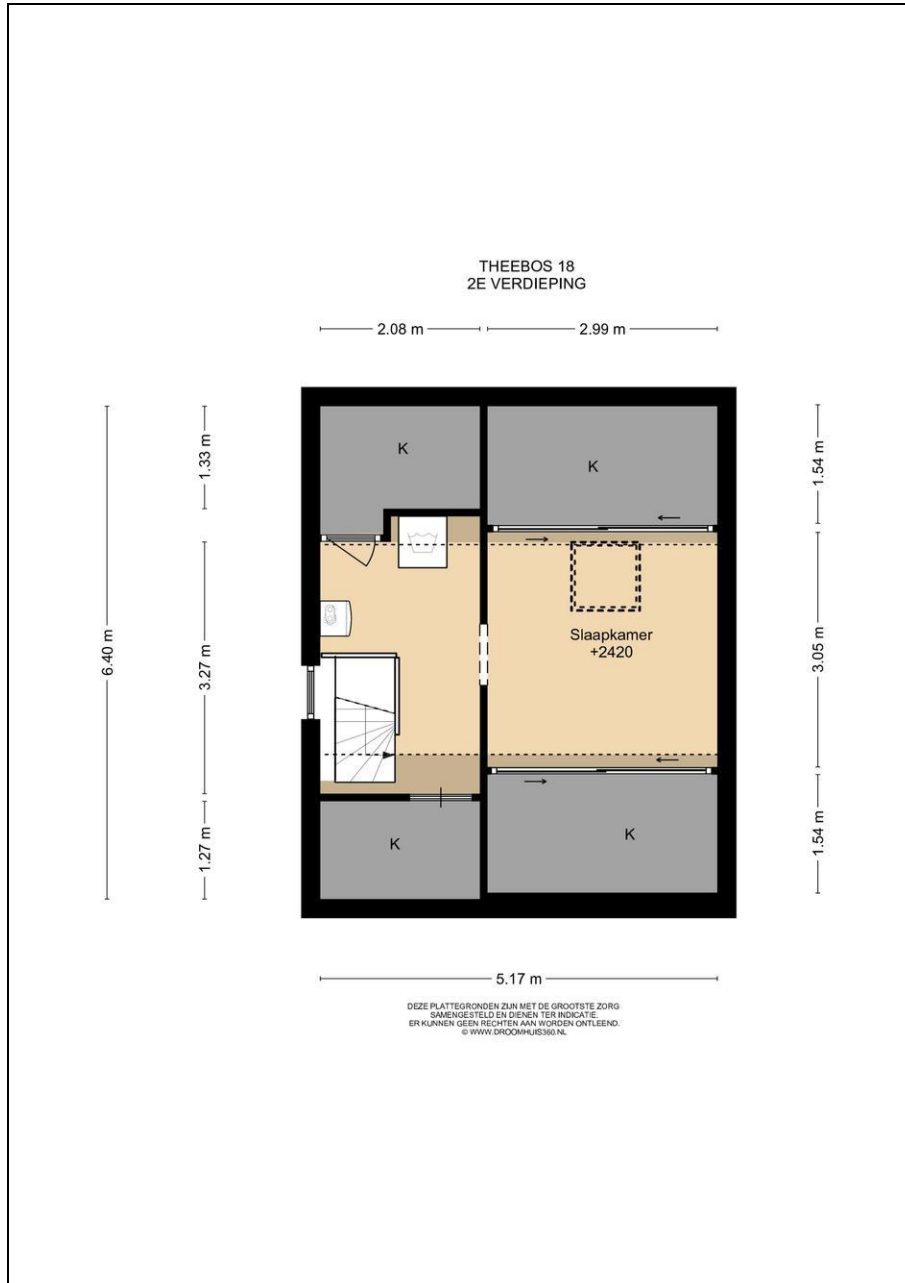 THEEBOS 18
2E VERDIEPING
2.08 m
2.99 m
1.33 m
1.54 m
K
K
6.40 m
3.27 m
3.05 m
Slaapkamer
+2420
1.27 m
1.54 m
K
K
5.17 m
DEZE PLATTEGRONDEN ZIJN MET DE GROOTSTE ZORG
SAMENGESTELD EN DIENEN TER INDICATIE.
ER KUNNEN GEEN RECHTEN AAN WORDEN ONTLEEND.
© WWW.DROOMHUIS360.NL